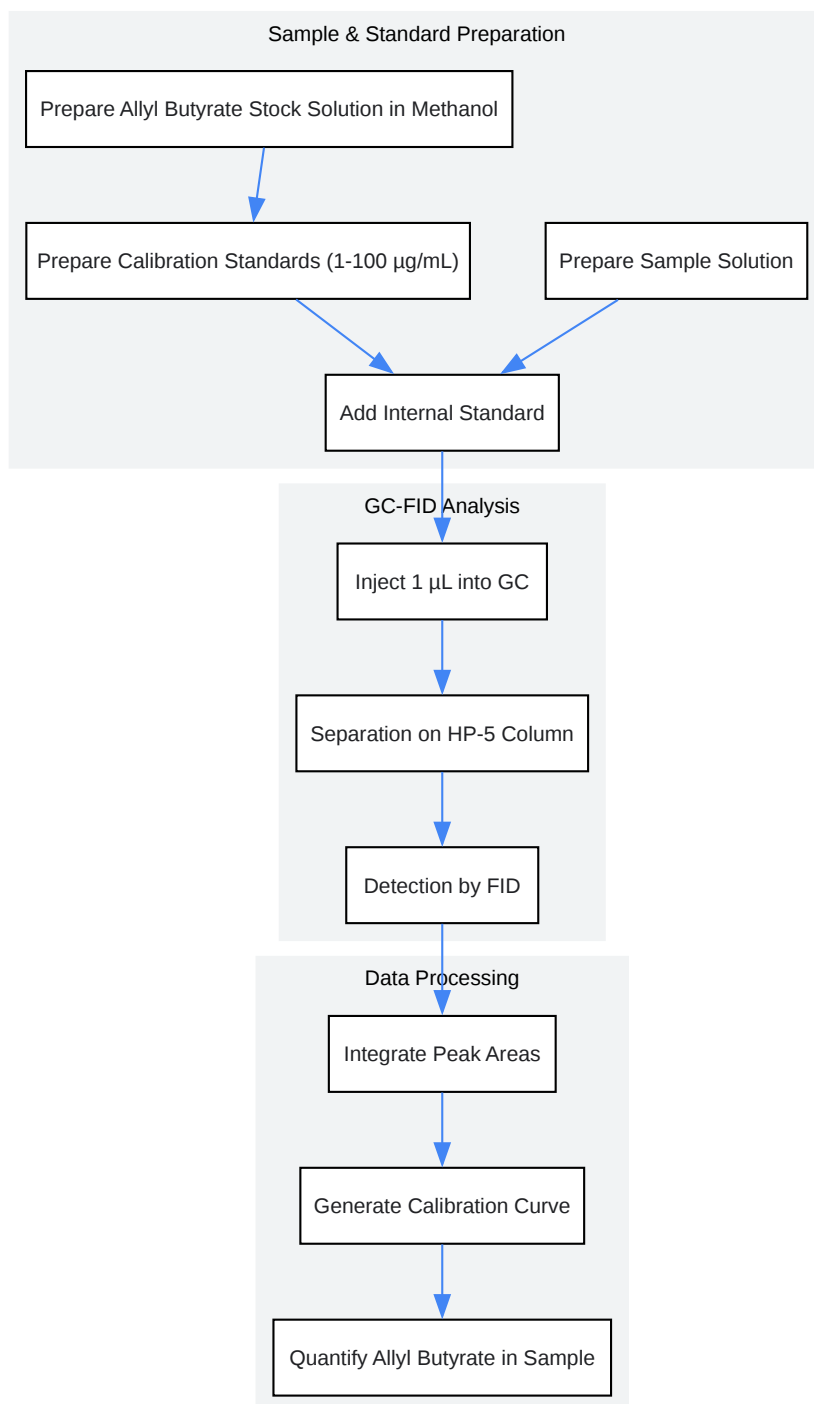 Sample & Standard Preparation
Prepare Allyl Butyrate Stock Solution in Methanol
Prepare Calibration Standards (1-100 µg/mL)
Prepare Sample Solution
Add Internal Standard
GC-FID Analysis
Inject 1 µL into GC
Separation on HP-5 Column
Detection by FID
Data Processing
Integrate Peak Areas
Generate Calibration Curve
Quantify Allyl Butyrate in Sample